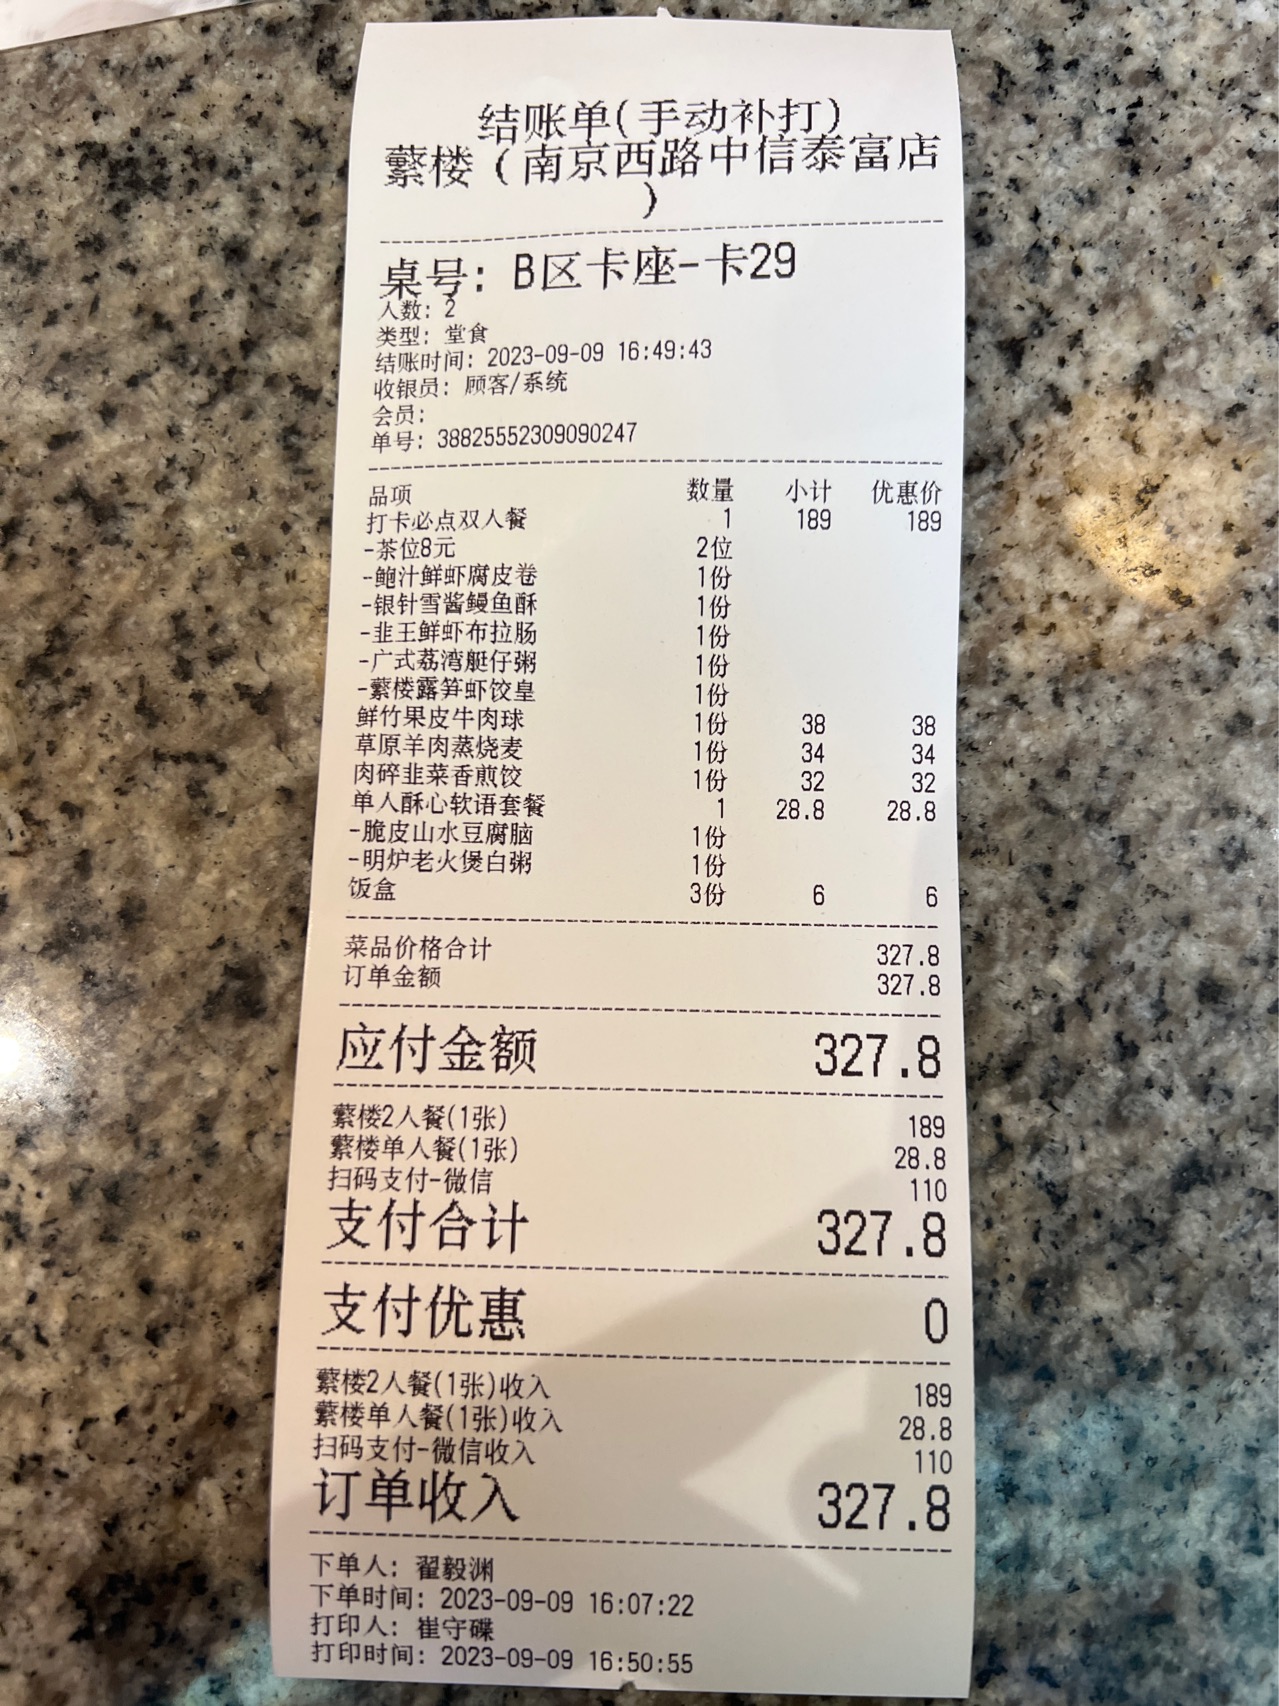 结账单(手动补打)
蘩楼（南京西路中信泰富店
）
桌号：B区卡座-卡29
人数：2
类型：堂食
结账时间：2023-09-09 16:49:43
收银员：顾客/系统
会员：
单号：38825552309090247
品项 数量 小计 优惠价
打卡必点双人餐 1 189 189
-茶位8元 2位
-鲍汁鲜虾腐皮卷 1份
-银针雪酱鳗鱼酥 1份
-韭王鲜虾布拉肠 1份
-广式荔湾艇仔粥 1份
-蘩楼露笋虾饺皇 1份
鲜竹果皮牛肉球 1份 38 38
草原羊肉蒸烧麦 1份 34 34
肉碎韭菜香煎饺 1份 32 32
单人酥心软语套餐 1 28.8 28.8
-脆皮山水豆腐脑 1份
-明炉老火煲白粥 1份
饭盒 3份 6 6
菜品价格合计 327.8
订单金额 327.8
应付金额 327.8
蘩楼2人餐(1张) 189
蘩楼单人餐(1张) 28.8
扫码支付-微信 110
支付合计 327.8
支付优惠 0
蘩楼2人餐(1张)收入 189
蘩楼单人餐(1张)收入 28.8
扫码支付-微信收入 110
订单收入 327.8
下单人：翟毅渊
下单时间：2023-09-09 16:07:22
打印人：崔守碟
打印时间：2023-09-09 16:50:55